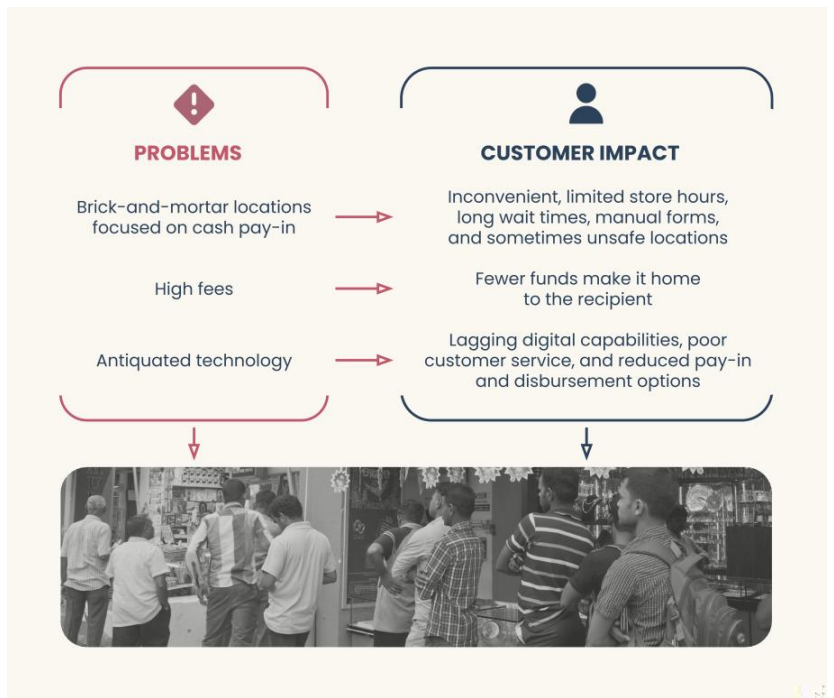 PROBLEMS
Brick-and-mortar locations
focused on cash pay-in
High fees
Antiquated technology
CUSTOMER IMPACT
Inconvenient, limited store hours,
long wait times, manual forms,
and sometimes unsafe locations
Fewer funds make it home
to the recipient
Lagging digital capabilities, poor
customer service, and reduced pay-in
and disbursement options